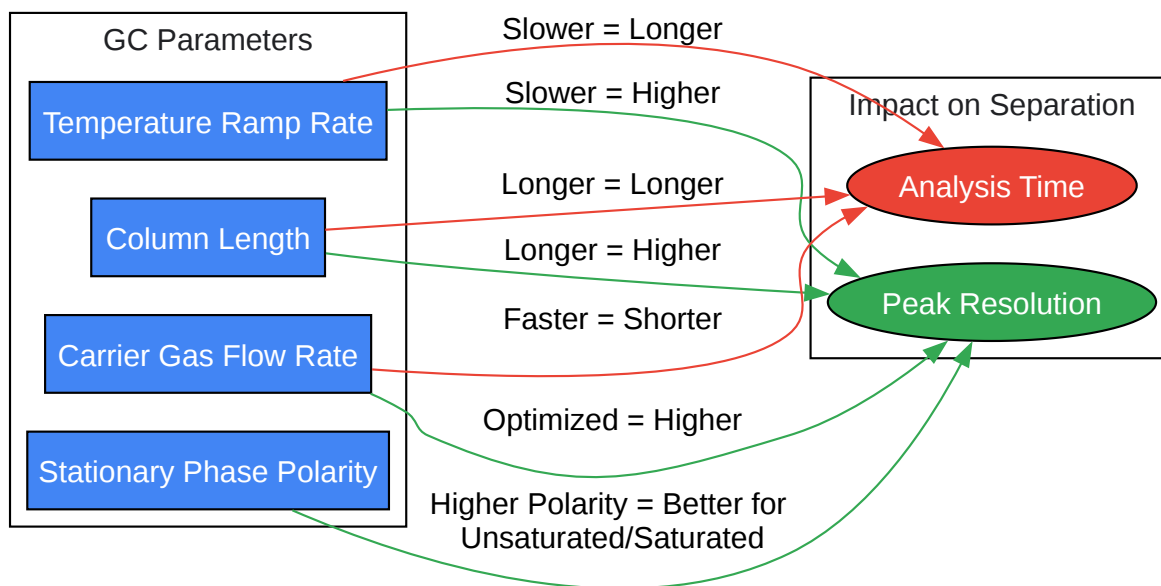 GC Parameters
Temperature Ramp Rate
Column Length
Carrier Gas Flow Rate
Stationary Phase Polarity
Slower = Longer
Slower = Higher
Longer = Longer
Longer = Higher
Faster = Shorter
Optimized = Higher
Higher Polarity = Better for
Unsaturated/Saturated
Impact on Separation
Analysis Time
Peak Resolution